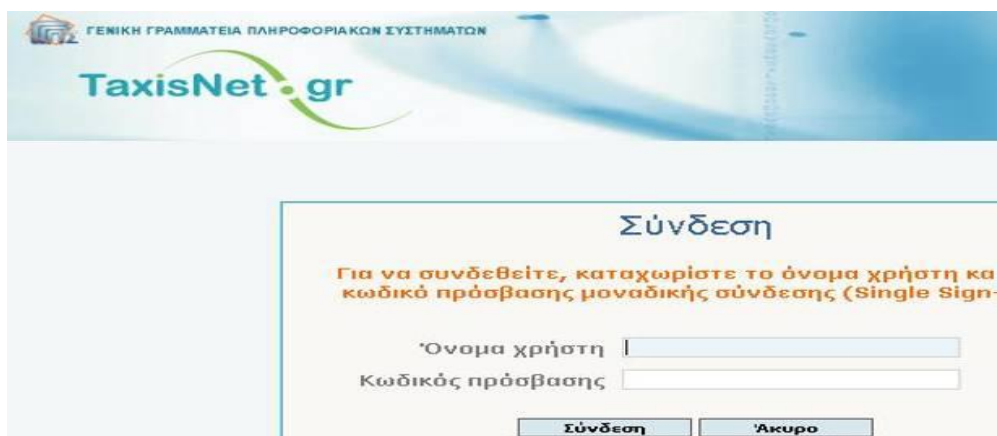 ΓΕΝΙΚΗ ΓΡΑΜΜΑΤΕΙΑ ΠΛΗΡΟΦΟΡΙΑΚΩΝ ΣΥΣΤΗΜΑΤΩΝ
TaxisNet.gr
Σύνδεση
Για να συνδεθείτε, καταχωρίστε το όνομα χρήστη κα
κωδικό πρόσβασης μοναδικής σύνδεσης (Single Sign-
Όνομα χρήστη
Κωδικός πρόσβασης
Σύνδεση Άκυρο